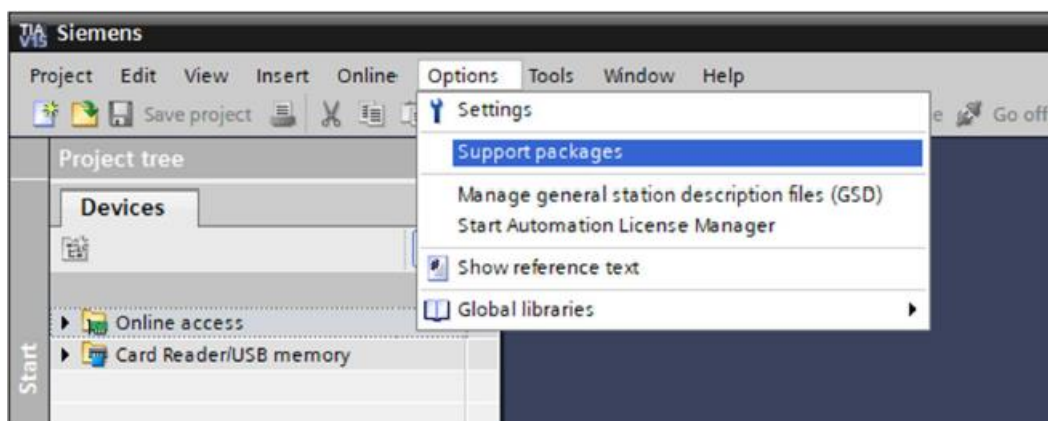 TIA V15 Siemens
Project Edit View Insert Online Options Tools Window Help
Save project
Go off
Settings
Support packages
Manage general station description files (GSD)
Start Automation License Manager
Show reference text
Global libraries
Project tree
Devices
Online access
Card Reader/USB memory
Start